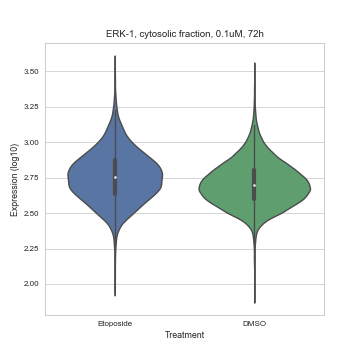 ERK-1, cytosolic fraction, 0.1uM, 72h
3.50
3.25
3.00
2.75
2.50
2.25
2.00
Expression (log10)
Etoposide
DMSO
Treatment